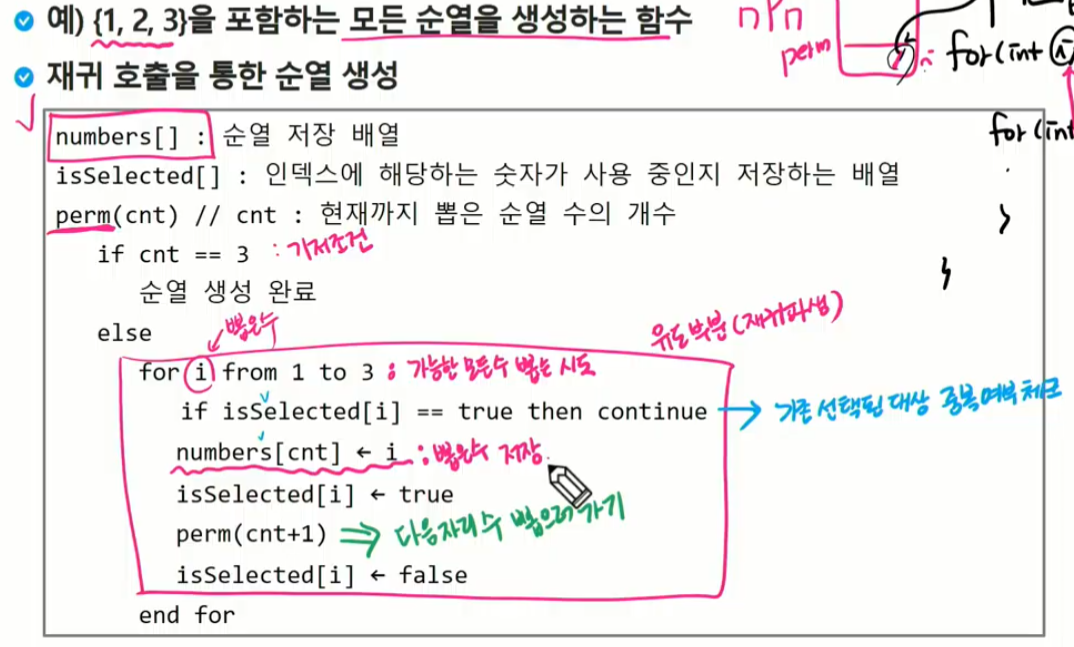 예) {1, 2, 3}을 포함하는 모든 순열을 생성하는 함수
nPn
perm
n
for(int i
재귀 호출을 통한 순열 생성
for(int
numbers[] : 순열 저장 배열
isSelected[] : 인덱스에 해당하는 숫자가 사용 중인지 저장하는 배열
perm(cnt) // cnt : 현재까지 뽑은 순열 수의 개수
}
if cnt == 3 : 기저조건
}
순열 생성 완료
else
뽑은수
유도부분(재귀파생)
for i from 1 to 3 : 가능한 모든수 뽑는 시도
if isSelected[i] == true then continue → 기존 선택된 대상 중복여부 체크
numbers[cnt] ← i : 뽑은수 저장.
isSelected[i] ← true
perm(cnt+1) ⇒ 다음자리 수 뽑으러 가기
isSelected[i] ← false
end for